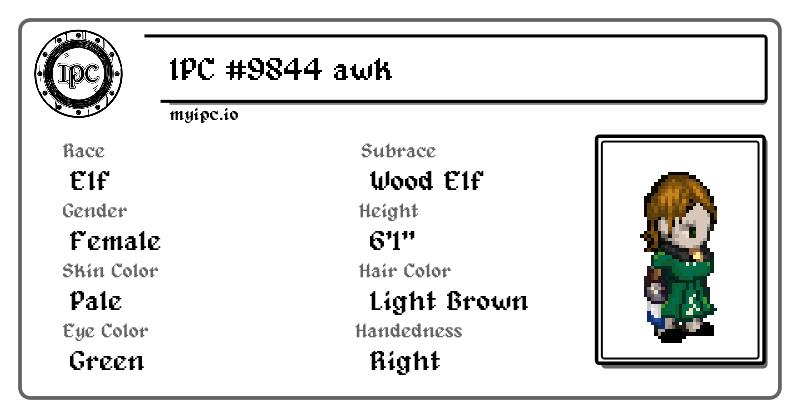 IPC
IPC #9844 awk
myipc.io
Race
Elf
Subrace
Wood Elf
Gender
Female
Height
6'1"
Skin Color
Pale
Hair Color
Light Brown
Eye Color
Green
Handedness
Right